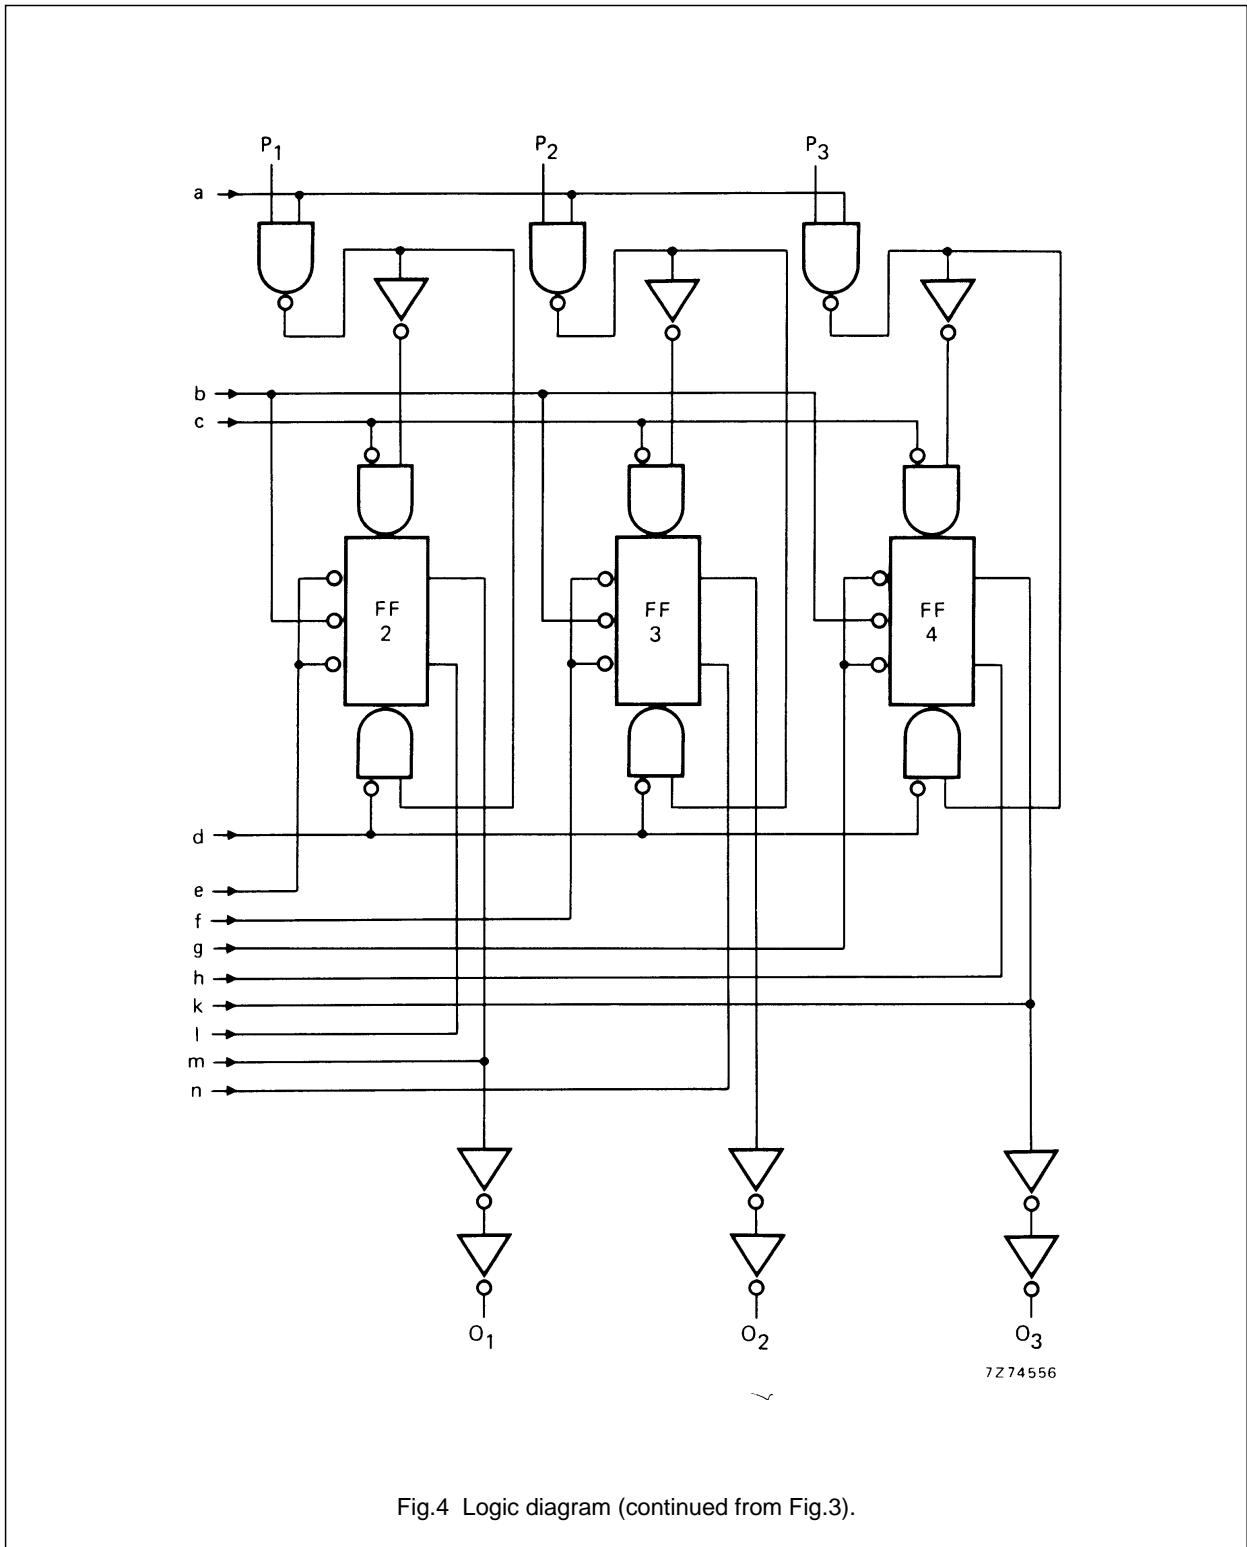 P1 P2 P3
a
b
c
FF 2
FF 3
FF 4
d
e
f
g
h
k
l
m
n
O1 O2 O3
7Z74556
Fig.4 Logic diagram (continued from Fig.3).